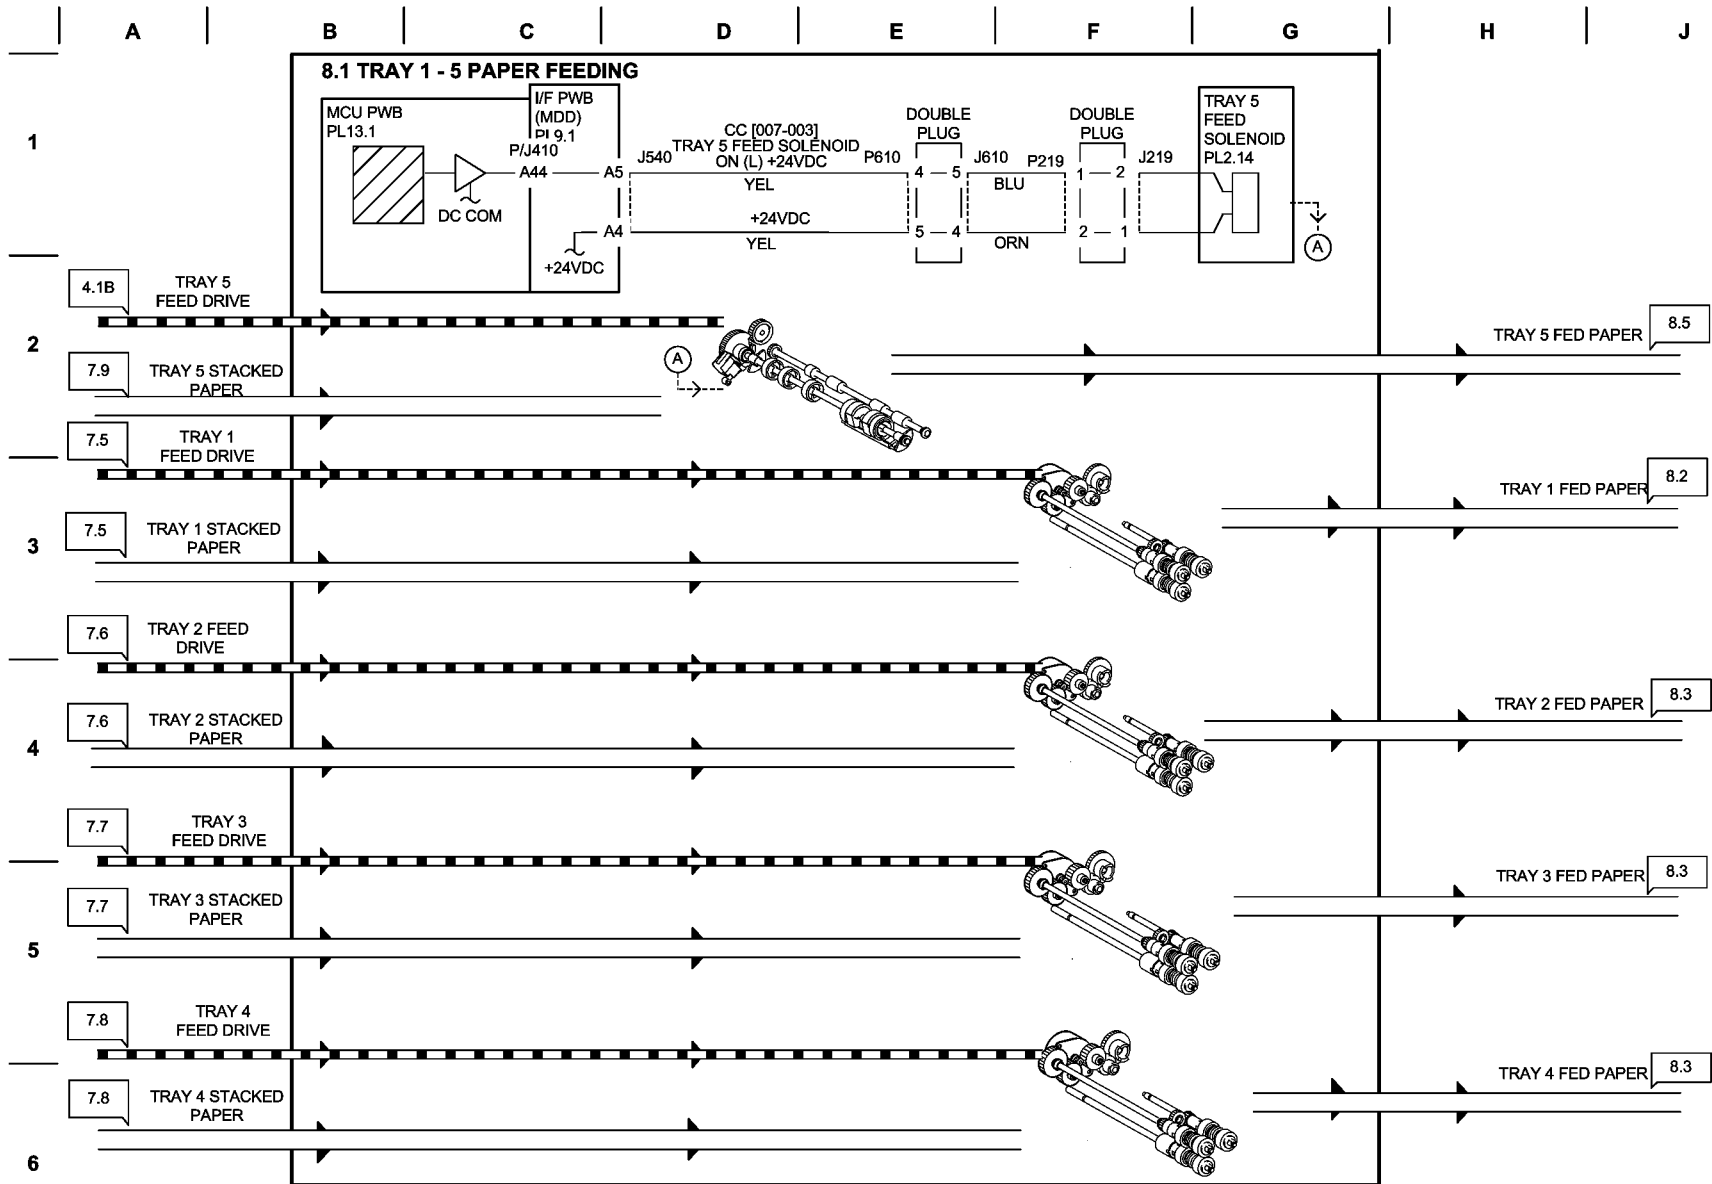 A B C D E F G H J
8.1 TRAY 1 - 5 PAPER FEEDING
1
MCU PWB
PL13.1
I/F PWB
(MDD)
PL9.1
P/J410
A44
A5
J540
DC COM
A4
+24VDC
CC [007-003]
TRAY 5 FEED SOLENOID
ON (L) +24VDC
YEL
+24VDC
YEL
DOUBLE
PLUG
P610
J610
4 5
5 4
BLU
ORN
DOUBLE
PLUG
P219
J219
1 2
2 1
TRAY 5
FEED
SOLENOID
PL2.14
A
2
4.1B
TRAY 5
FEED DRIVE
7.9
TRAY 5 STACKED
PAPER
A
TRAY 5 FED PAPER
8.5
7.5
TRAY 1
FEED DRIVE
3
7.5
TRAY 1 STACKED
PAPER
TRAY 1 FED PAPER
8.2
7.6
TRAY 2 FEED
DRIVE
4
7.6
TRAY 2 STACKED
PAPER
TRAY 2 FED PAPER
8.3
7.7
TRAY 3
FEED DRIVE
5
7.7
TRAY 3 STACKED
PAPER
TRAY 3 FED PAPER
8.3
7.8
TRAY 4
FEED DRIVE
6
7.8
TRAY 4 STACKED
PAPER
TRAY 4 FED PAPER
8.3